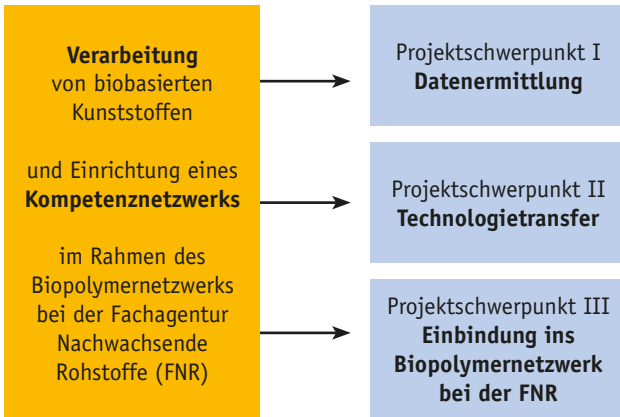 Verarbeitung
von biobasierten
Kunststoffen
und Einrichtung eines
Kompetenznetzwerks
im Rahmen des
Biopolymernetzwerks
bei der Fachagentur
Nachwachsende
Rohstoffe (FNR)
Projektschwerpunkt I
Datenermittlung
Projektschwerpunkt II
Technologietransfer
Projektschwerpunkt III
Einbindung ins
Biopolymernetzwerk
bei der FNR